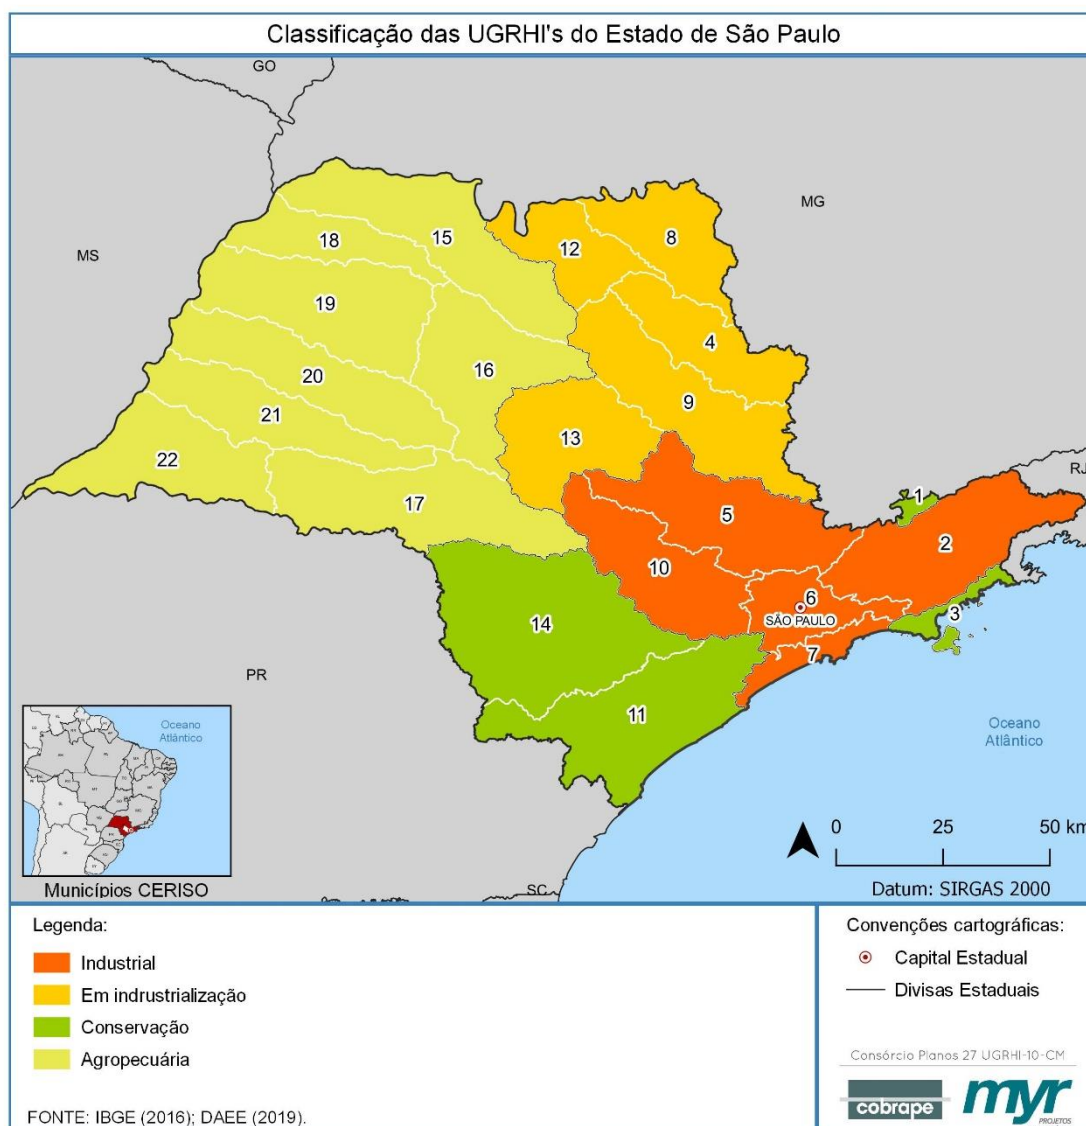 Classificação das UGRHI's do Estado de São Paulo
GO
MG
MS
15
18
12
8
19
4
16
20
9
21
13
22
17
1
RJ
5
2
10
6
SÃO PAULO
3
14
7
PR
11
Oceano
Atlântico
Oceano
Atlântico
Municípios CERISO
SC
0 25 50 km
Datum: SIRGAS 2000
Legenda:
Industrial
Em indrustrialização
Conservação
Agropecuária
FONTE: IBGE (2016); DAEE (2019).
Convenções cartográficas:
Capital Estadual
Divisas Estaduais
Consórcio Planos 27 UGRHI-10-CM
cobrape
myr
PROJETOS